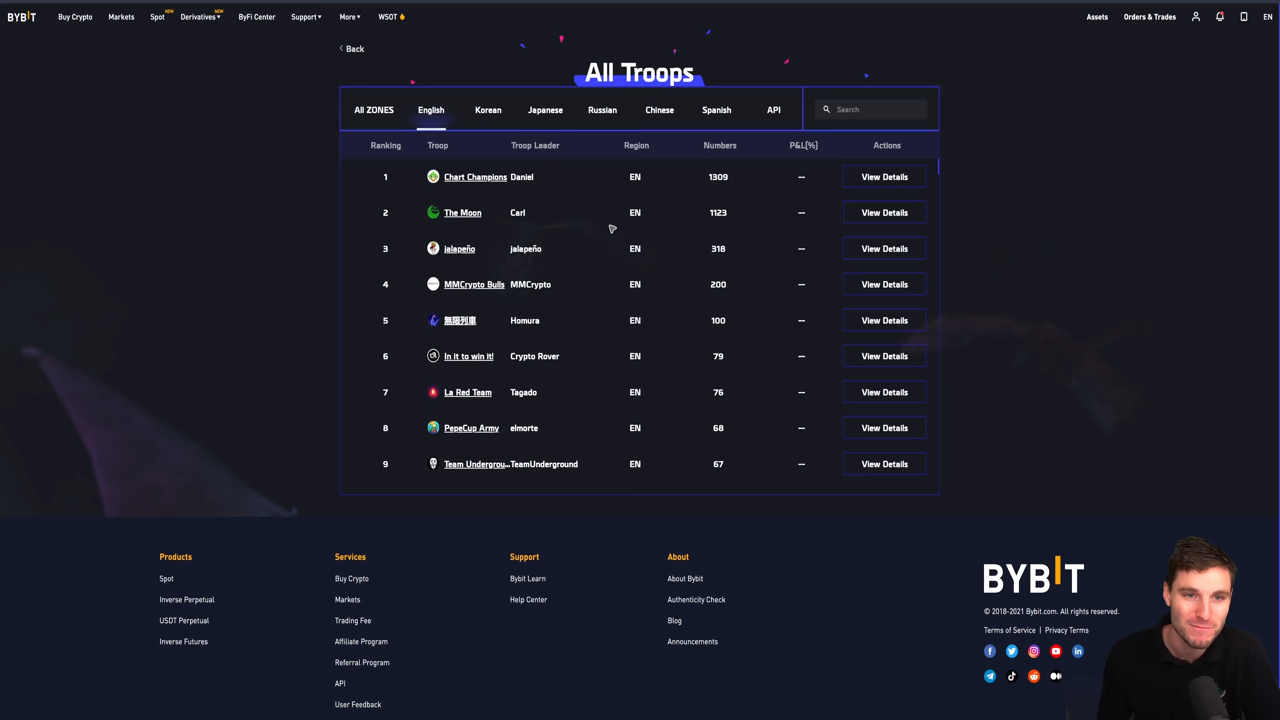 BYBIT Buy Crypto Markets Spot NEW Derivatives NEW ByFi Center Support More WSOT Assets Orders & Trades EN
Back
All Troops
All ZONES English Korean Japanese Russian Chinese Spanish API Search
Ranking Troop Troop Leader Region Numbers P&L(%) Actions
1 Chart Champions Daniel EN 1309 -- View Details
2 The Moon Carl EN 1123 -- View Details
3 jalapeño jalapeño EN 318 -- View Details
4 MMCrypto Bulls MMCrypto EN 200 -- View Details
5 無限列車 Homura EN 100 -- View Details
6 In it to win it! Crypto Rover EN 79 -- View Details
7 La Red Team Tagado EN 76 -- View Details
8 PepeCup Army elmorte EN 68 -- View Details
9 Team Undergrou... TeamUnderground EN 67 -- View Details
Products Services Support About
Spot Buy Crypto Bybit Learn About Bybit
Inverse Perpetual Markets Help Center Authenticity Check
USDT Perpetual Trading Fee Blog
Inverse Futures Affiliate Program Announcements
Referral Program
API
User Feedback
BYBIT
© 2018-2021 Bybit.com. All rights reserved.
Terms of Service | Privacy Terms